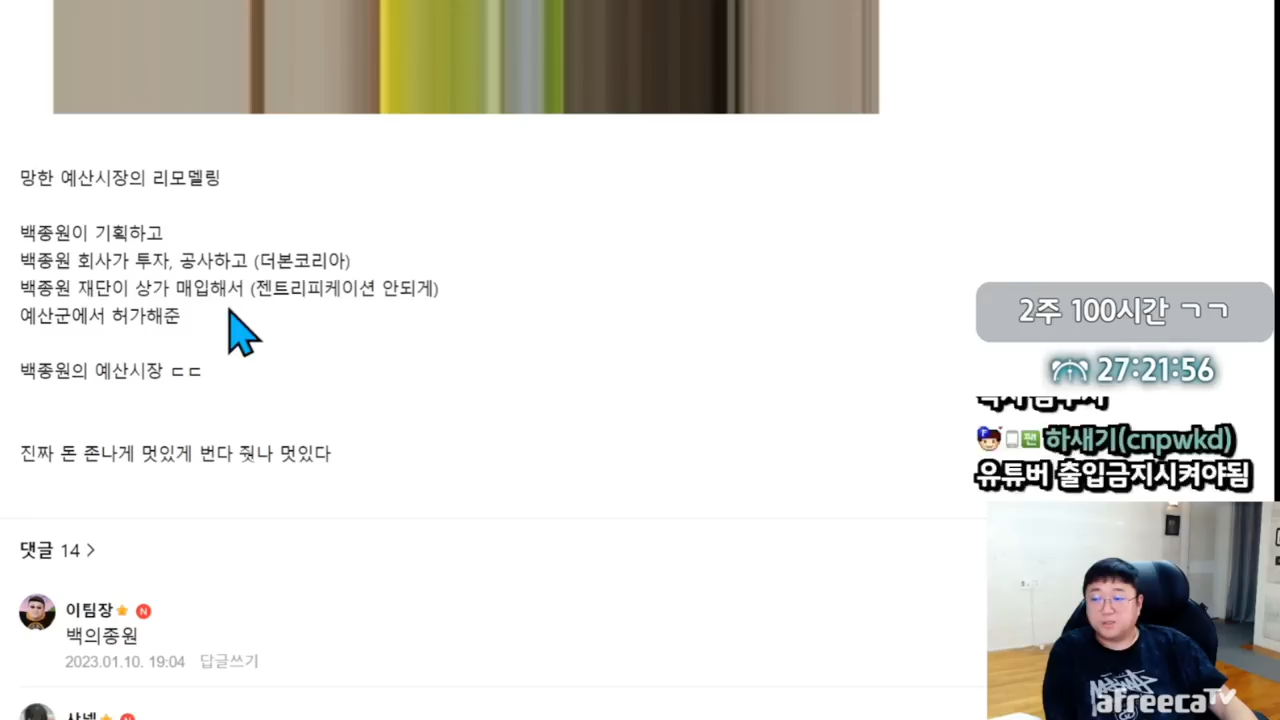 망한 예산시장의 리모델링
백종원이 기획하고
백종원 회사가 투자, 공사하고 (더본코리아)
백종원 재단이 상가 매입해서 (젠트리피케이션 안되게)
예산군에서 허가해준
백종원의 예산시장 ㄷㄷ
진짜 돈 존나게 멋있게 번다 줫나 멋있다
댓글 14 >
이팀장 N
백의종원
2023.01.10. 19:04 답글쓰기
2주 100시간 ㄱㄱ
27:21:56
팬 하새기(cnpwkd)
유튜버 출입금지시켜야됨
afreecaTV